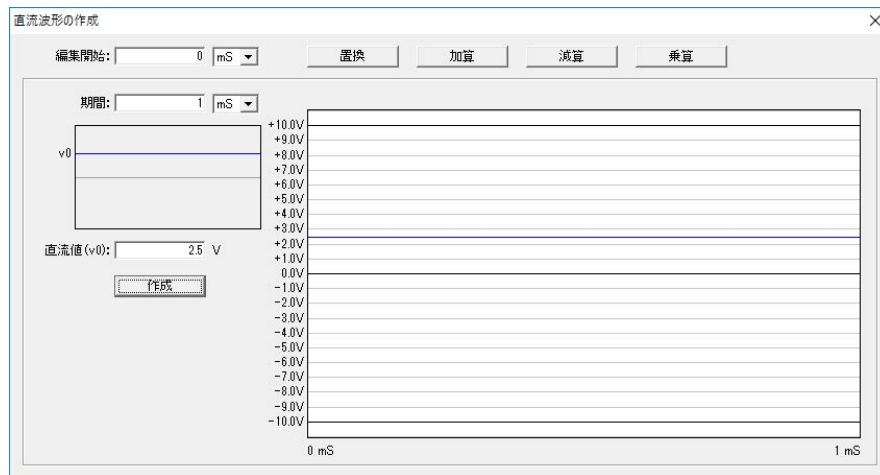 直流波形の作成
編集開始: 0 mS 置換 加算 減算 乗算
期間: 1 mS
v0
直流値(v0): 2.5 V
作成
+10.0V
+9.0V
+8.0V
+7.0V
+6.0V
+5.0V
+4.0V
+3.0V
+2.0V
+1.0V
0.0V
-1.0V
-2.0V
-3.0V
-4.0V
-5.0V
-6.0V
-7.0V
-8.0V
-9.0V
-10.0V
0 mS 1 mS